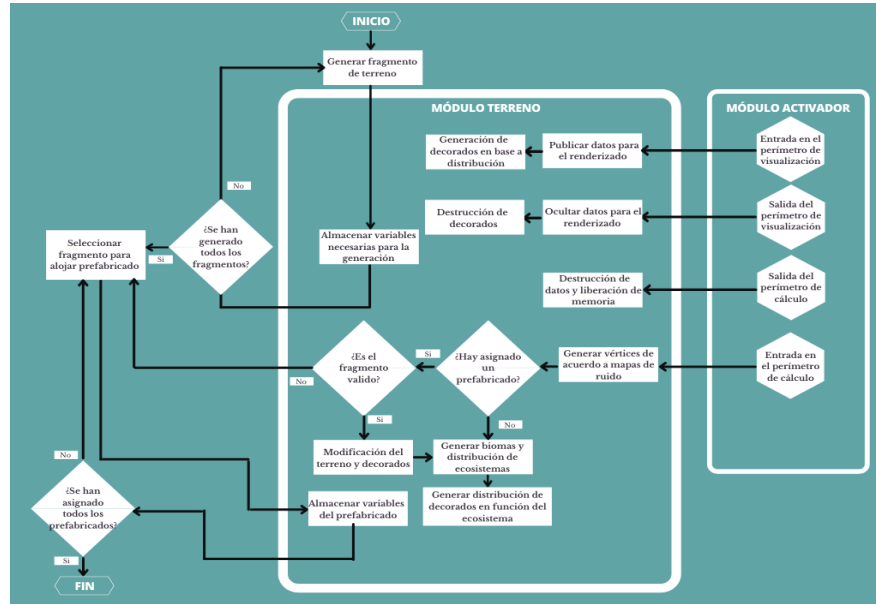 INICIO
Generar fragmento
de terreno
MÓDULO TERRENO
MÓDULO ACTIVADOR
Generación de
decorados en base a
distribución
Publicar datos para
el renderizado
Entrada en el
perímetro de
visualización
No
¿Se han
generado
todos los
fragmentos?
Si
Seleccionar
fragmento para
alojar prefabricado
Almacenar variables
necesarias para la
generación
Destrucción de
decorados
Ocultar datos para el
renderizado
Salida del
perímetro de
visualización
Destrucción de
datos y liberación de
memoria
Salida del
perímetro de
cálculo
¿Es el
fragmento
valido?
Si
¿Hay asignado
un
prefabricado?
Generar vértices de
acuerdo a mapas de
ruido
Entrada en
el perímetro
de cálculo
No
Si
No
Modificación del
terreno y decorados
Generar biomas y
distribución de
ecosistemas
Generar distribución de
decorados en función del
ecosistema
No
¿Se han
asignado
todos los
prefabricados?
Almacenar variables
del prefabricado
Si
FIN